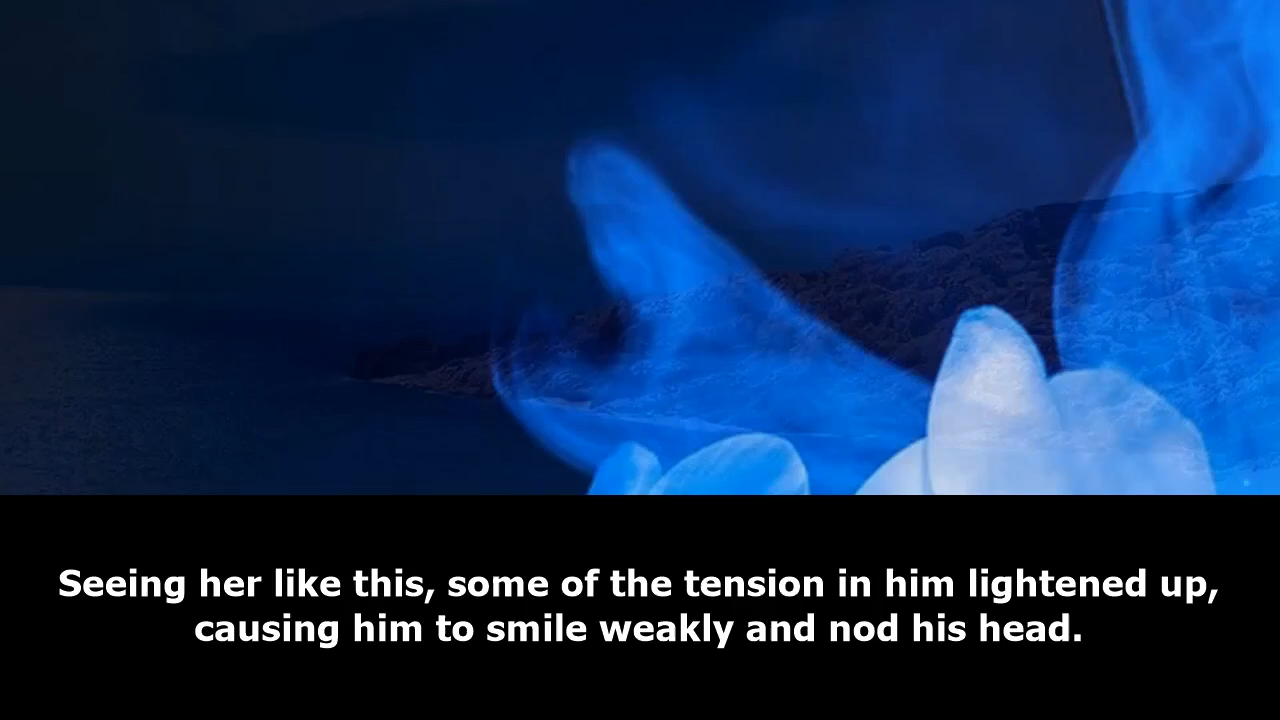 Seeing her like this, some of the tension in him lightened up,
causing him to smile weakly and nod his head.